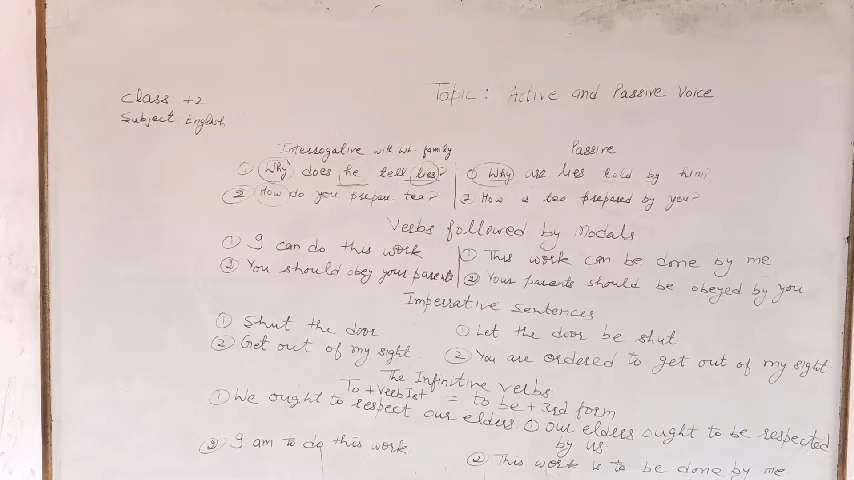 Class +2
Topic: Active and Passive Voice
Subject English
Interrogative with wh-family Passive
① Why does he tell lies? ① Why are lies told by him?
② How do you prepare tea? ② How is tea prepared by you?
Verbs followed by Modals
① I can do this work ① This work can be done by me
② You should obey your parents ② Your parents should be obeyed by you
Imperative Sentences
① Shut the door. ① Let the door be shut
② Get out of my sight. ② You are ordered to get out of my sight
The Infinitive verbs
To + Verb Ist = to be + 3rd form
① We ought to respect our elders ① our elders ought to be respected
by us
② I am to do this work
② This work is to be done by me